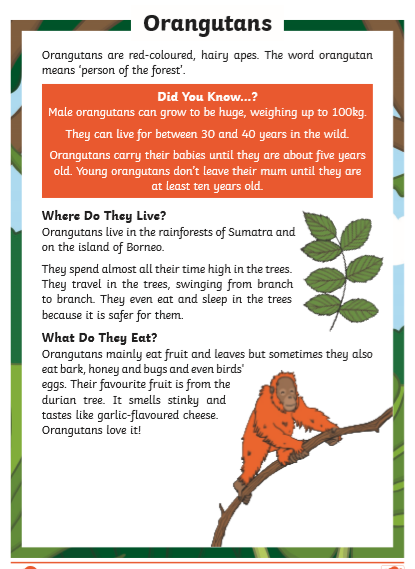 Orangutans
Orangutans are red-coloured, hairy apes. The word orangutan
means 'person of the forest'.
Did You Know...?
Male orangutans can grow to be huge, weighing up to 100kg.
They can live for between 30 and 40 years in the wild.
Orangutans carry their babies until they are about five years
old. Young orangutans don't leave their mum until they are
at least ten years old.
Where Do They Live?
Orangutans live in the rainforests of Sumatra and
on the island of Borneo.
They spend almost all their time high in the trees.
They travel in the trees, swinging from branch
to branch. They even eat and sleep in the trees
because it is safer for them.
What Do They Eat?
Orangutans mainly eat fruit and leaves but sometimes they also
eat bark, honey and bugs and even birds'
eggs. Their favourite fruit is from the
durian tree. It smells stinky and
tastes like garlic-flavoured cheese.
Orangutans love it!